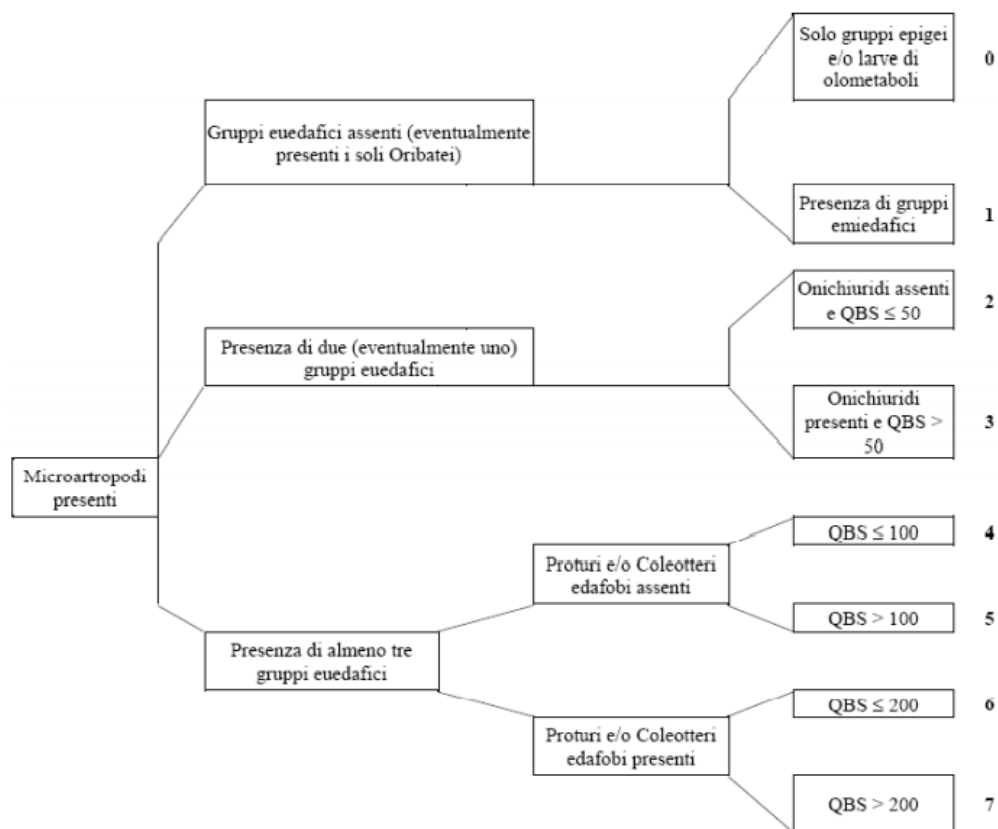 Solo gruppi epigei
e/o larve di
olometaboli
0
Gruppi euedafici assenti (eventualmente
presenti i soli Oribatei)
Presenza di gruppi
emiedafici
1
Onichiuridi assenti
e QBS ≤ 50
2
Presenza di due (eventualmente uno)
gruppi euedafici
Onichiuridi
presenti e QBS >
50
3
Microartropodi
presenti
QBS ≤ 100
4
Proturi e/o Coleotteri
edafobi assenti
QBS > 100
5
Presenza di almeno tre
gruppi euedafici
QBS ≤ 200
6
Proturi e/o Coleotteri
edafobi presenti
QBS > 200
7